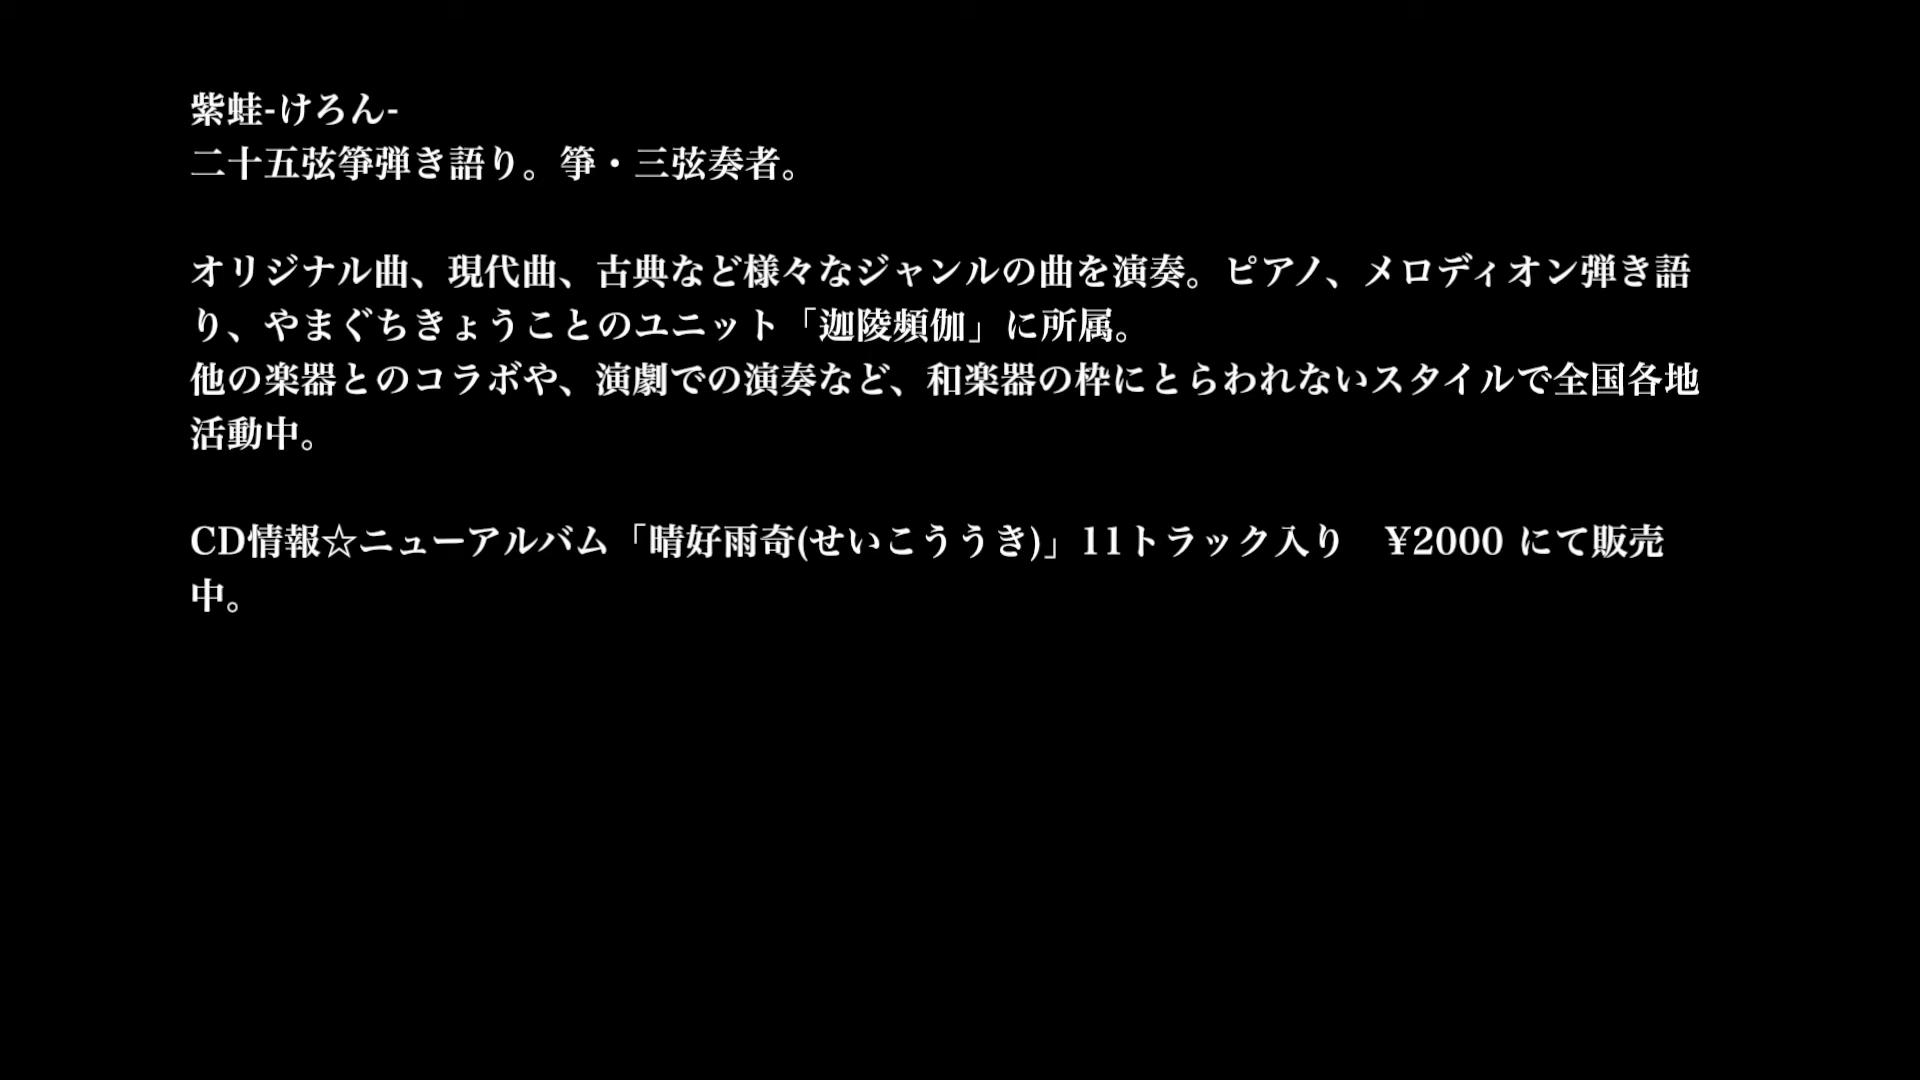 紫蛙-けろん-
二十五弦箏弾き語り。箏・三弦奏者。
オリジナル曲、現代曲、古典など様々なジャンルの曲を演奏。ピアノ、メロディオン弾き語
り、やまぐちきょうことのユニット「迦陵頻伽」に所属。
他の楽器とのコラボや、演劇での演奏など、和楽器の枠にとらわれないスタイルで全国各地
活動中。
CD情報☆ニューアルバム「晴好雨奇(せいこううき)」11トラック入り　¥2000 にて販売
中。